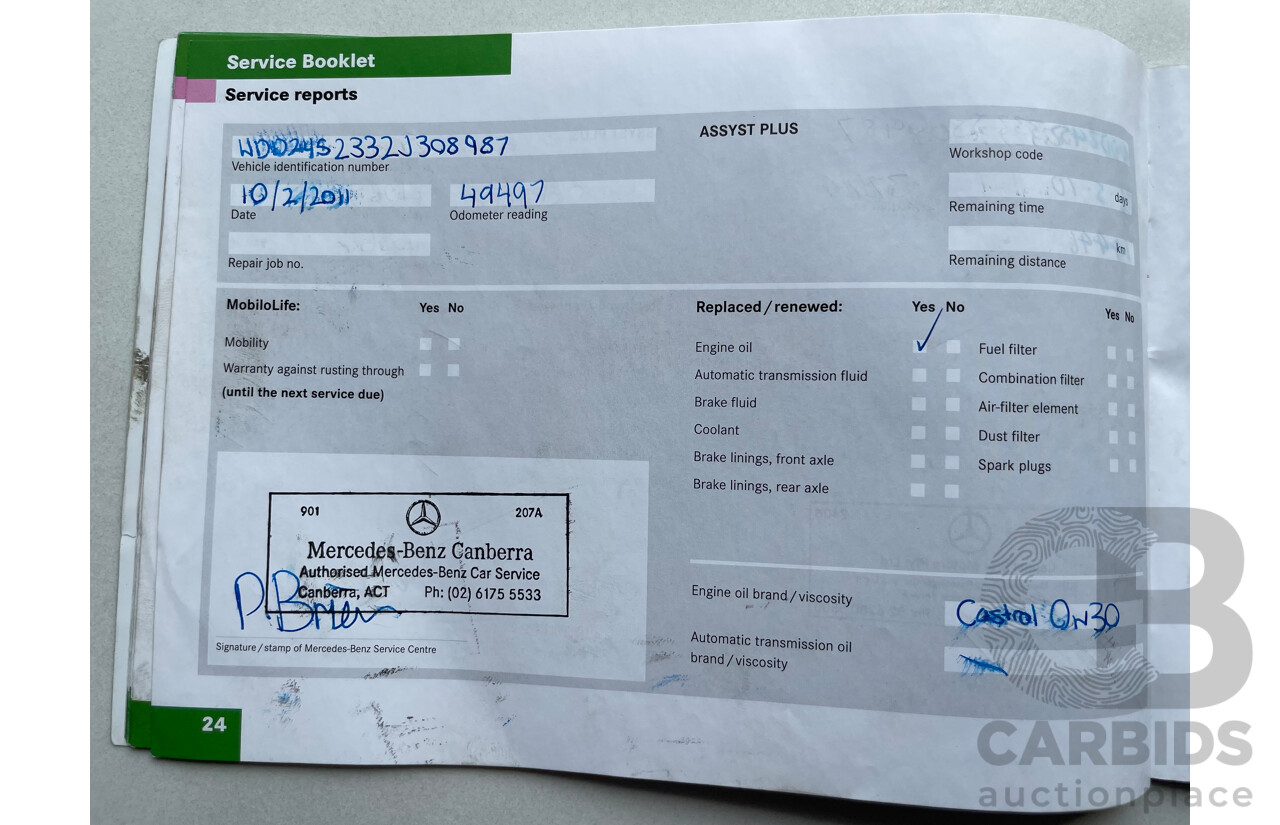 Service Booklet
Service reports
WDD2452332J308987
Vehicle identification number
10/2/2011
Date
49497
Odometer reading
Repair job no.
ASSYST PLUS
Workshop code
days
Remaining time
km
Remaining distance
MobiloLife: Yes No
Mobility
Warranty against rusting through
(until the next service due)
Replaced / renewed: Yes No
Engine oil
Automatic transmission fluid
Brake fluid
Coolant
Brake linings, front axle
Brake linings, rear axle
Yes No
Fuel filter
Combination filter
Air-filter element
Dust filter
Spark plugs
901 207A
Mercedes-Benz Canberra
Authorised Mercedes-Benz Car Service
Canberra, ACT Ph: (02) 6175 5533
P. Brien
Signature / stamp of Mercedes-Benz Service Centre
Engine oil brand / viscosity
Castrol 0w30
Automatic transmission oil
brand / viscosity
24
CARBIDS
auctionplace